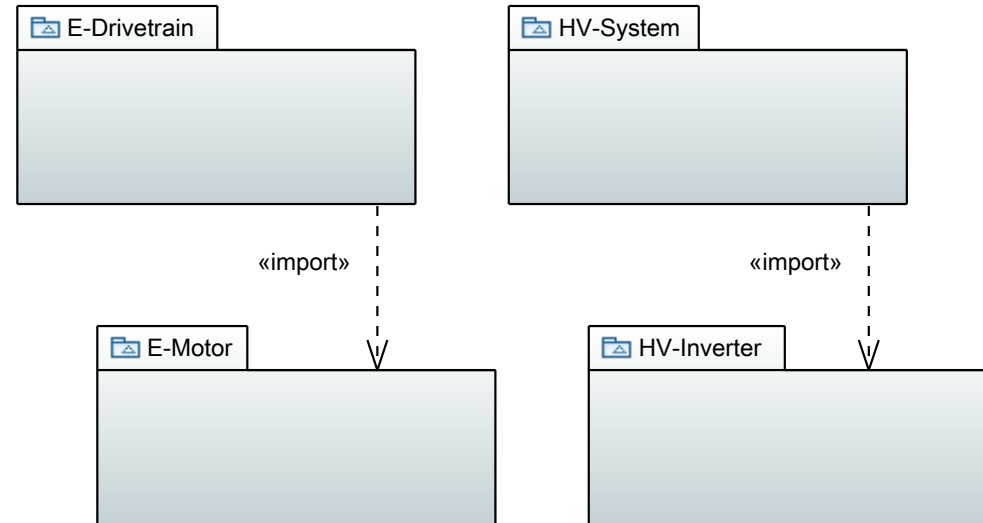 E-Drivetrain
HV-System
«import»
«import»
E-Motor
HV-Inverter